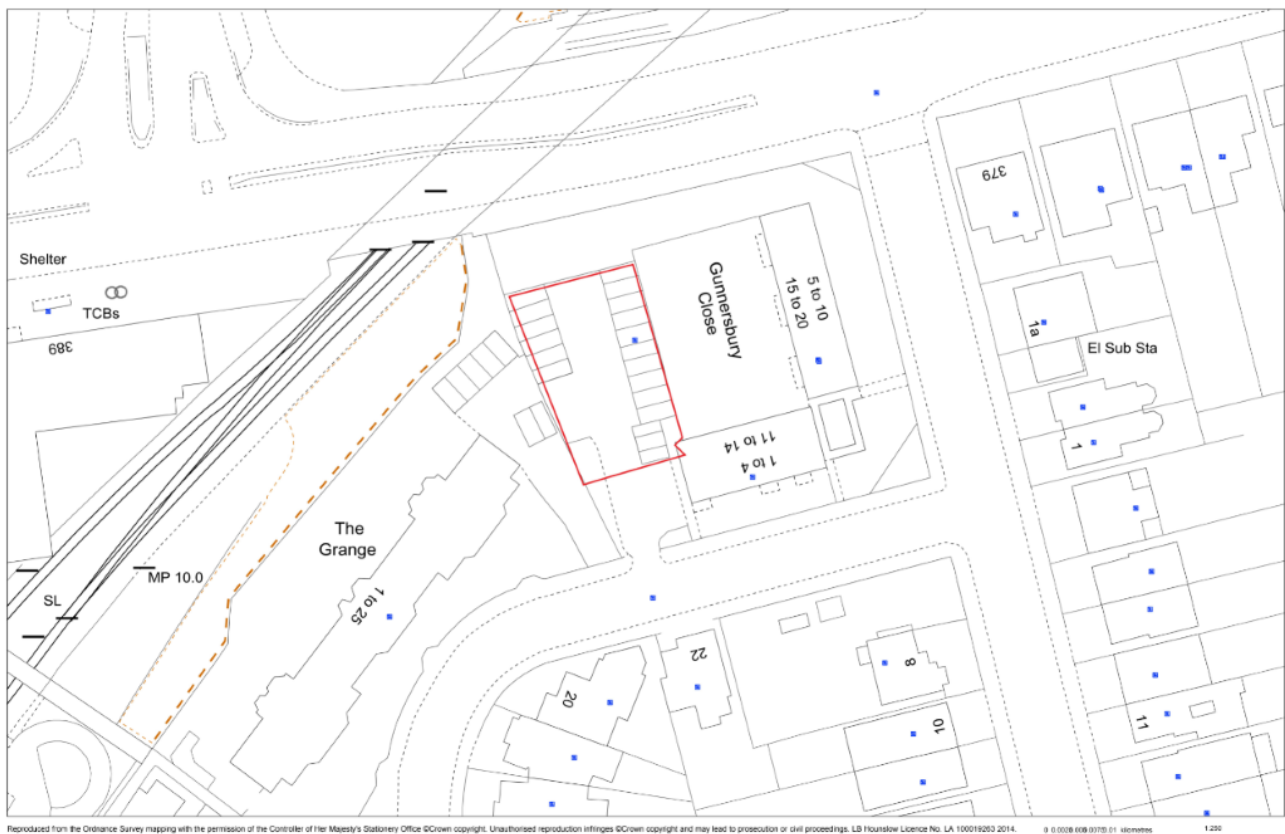 379
Shelter
TCBs
389
Gunnersbury
Close
5 to 10
15 to 20
1a
El Sub Sta
1
11 to 14
1 to 4
The
Grange
MP 10.0
SL
1 to 25
22
20
8
10
11
Reproduced from the Ordnance Survey mapping with the permission of the Controller of Her Majesty's Stationery Office ©Crown copyright. Unauthorised reproduction infringes ©Crown copyright and may lead to prosecution or civil proceedings. LB Hounslow Licence No. LA 100019263 2014.
kilometres
1:250